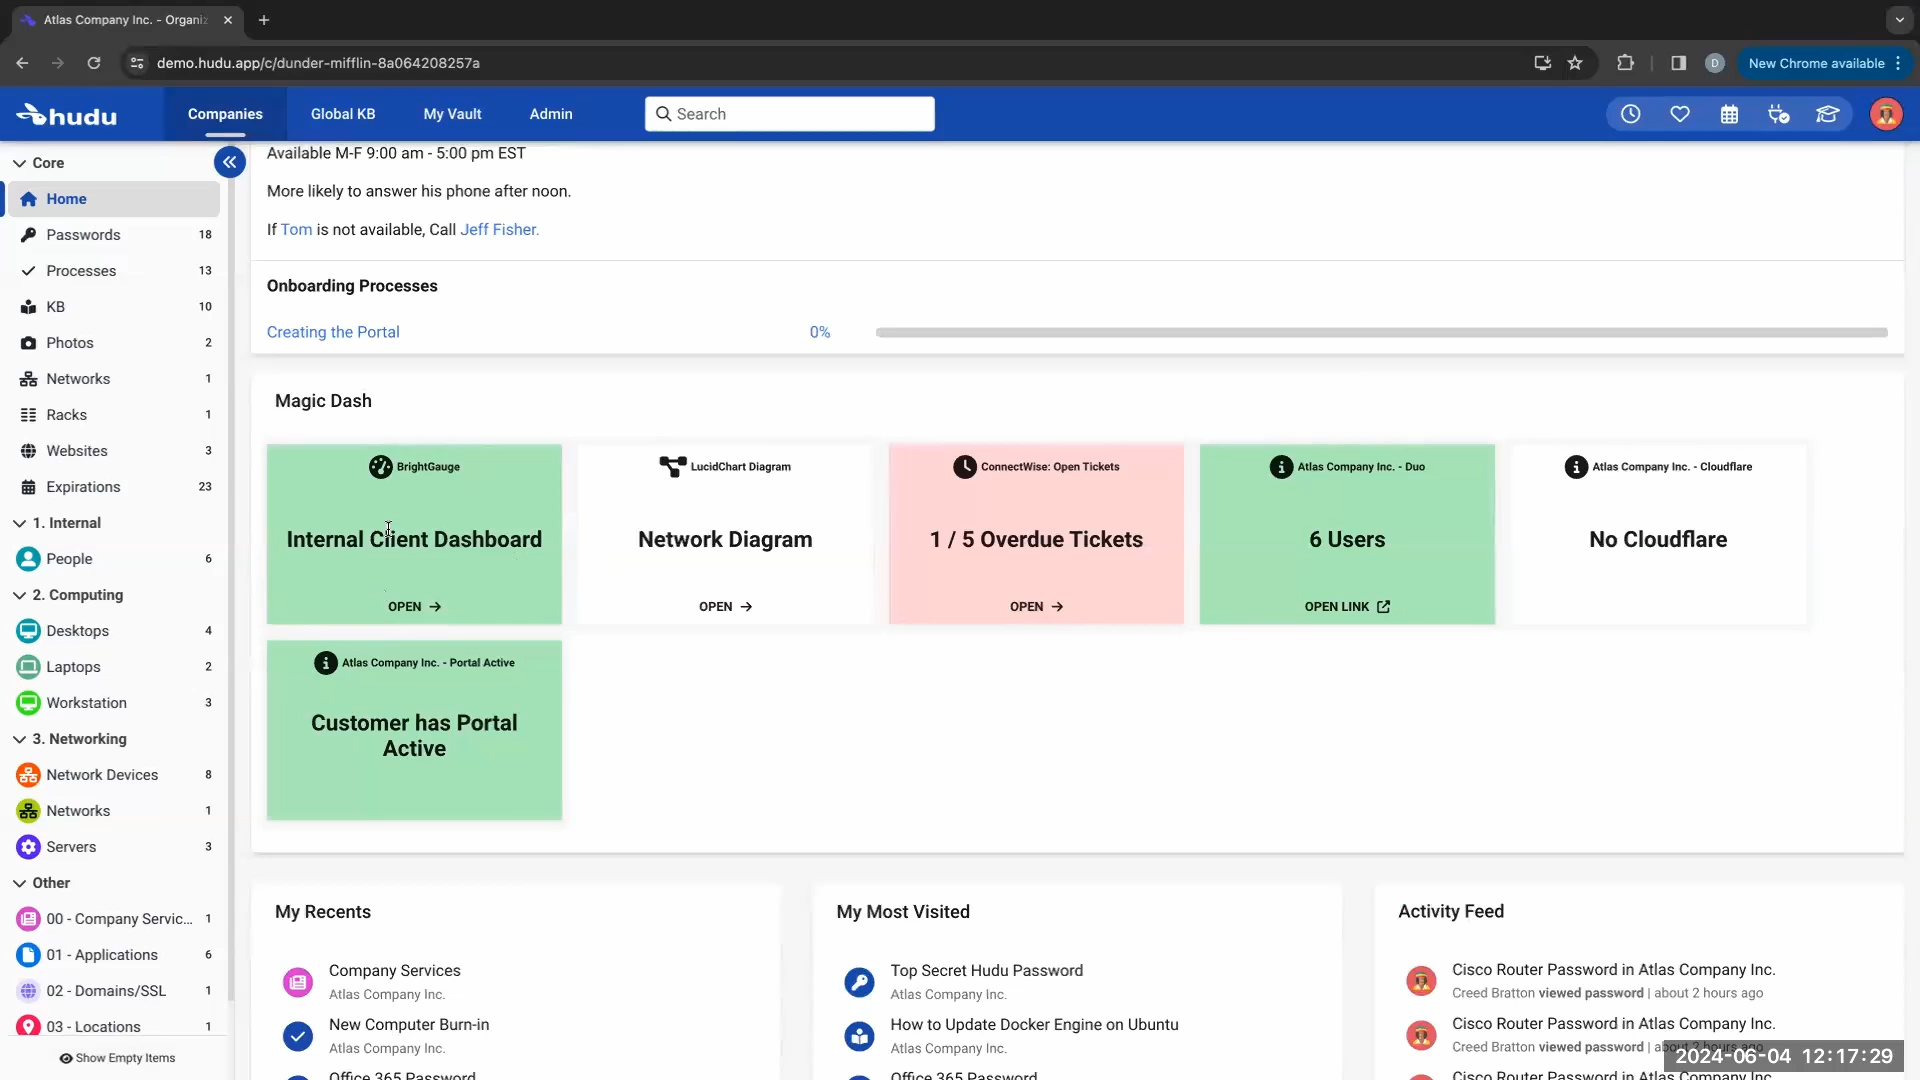 Atlas Company Inc. - Organiz
demo.hudu.app/c/dunder-mifflin-8a064208257a
D
New Chrome available
hudu
Companies
Global KB
My Vault
Admin
Search
Core
Home
Passwords 18
Processes 13
KB 10
Photos 2
Networks 1
Racks 1
Websites 3
Expirations 23
1. Internal
People 6
2. Computing
Desktops 4
Laptops 2
Workstation 3
3. Networking
Network Devices 8
Networks 1
Servers 3
Other
00 - Company Servic... 1
01 - Applications 6
02 - Domains/SSL 1
03 - Locations 1
Show Empty Items
Available M-F 9:00 am - 5:00 pm EST
More likely to answer his phone after noon.
If Tom is not available, Call Jeff Fisher.
Onboarding Processes
Creating the Portal 0%
Magic Dash
BrightGauge
Internal Client Dashboard
OPEN
LucidChart Diagram
Network Diagram
OPEN
ConnectWise: Open Tickets
1 / 5 Overdue Tickets
OPEN
Atlas Company Inc. - Duo
6 Users
OPEN LINK
Atlas Company Inc. - Cloudflare
No Cloudflare
Atlas Company Inc. - Portal Active
Customer has Portal
Active
My Recents
Company Services
Atlas Company Inc.
New Computer Burn-in
Atlas Company Inc.
Office 365 Password
My Most Visited
Top Secret Hudu Password
Atlas Company Inc.
How to Update Docker Engine on Ubuntu
Atlas Company Inc.
Office 365 Password
Activity Feed
Cisco Router Password in Atlas Company Inc.
Creed Bratton viewed password | about 2 hours ago
Cisco Router Password in Atlas Company Inc.
Creed Bratton viewed password | about 2 hours ago
Cisco Router Password in Atlas Company Inc.
2024-06-04 12:17:29